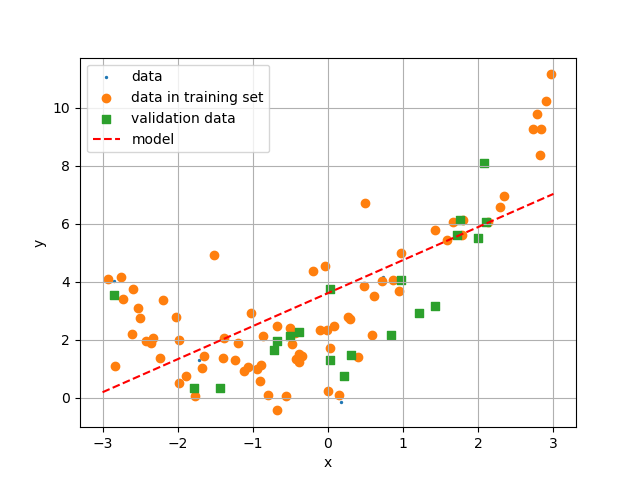 data
data in training set
validation data
model
10
8
6
4
2
0
y
−3
−2
−1
0
1
2
3
x